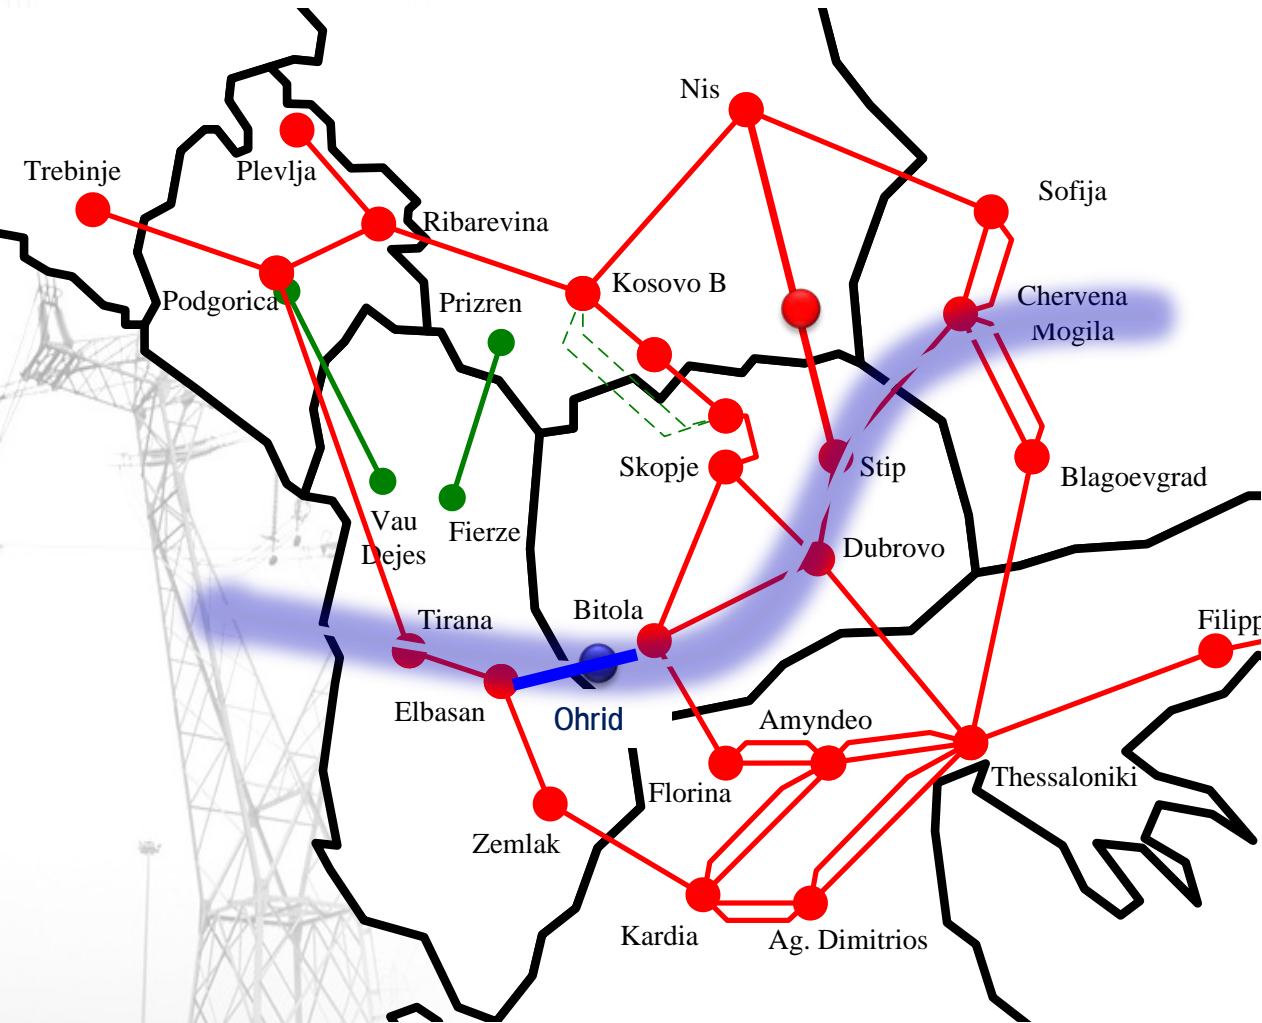 Nis
Trebinje
Plevlja
Sofija
Ribarevina
Kosovo B
Podgorica
Prizren
Chervena
Mogila
Skopje
Stip
Blagoevgrad
Vau
Dejes
Fierze
Dubrovo
Tirana
Bitola
Filipp
Elbasan
Ohrid
Amyndeo
Thessaloniki
Florina
Zemlak
Kardia
Ag. Dimitrios